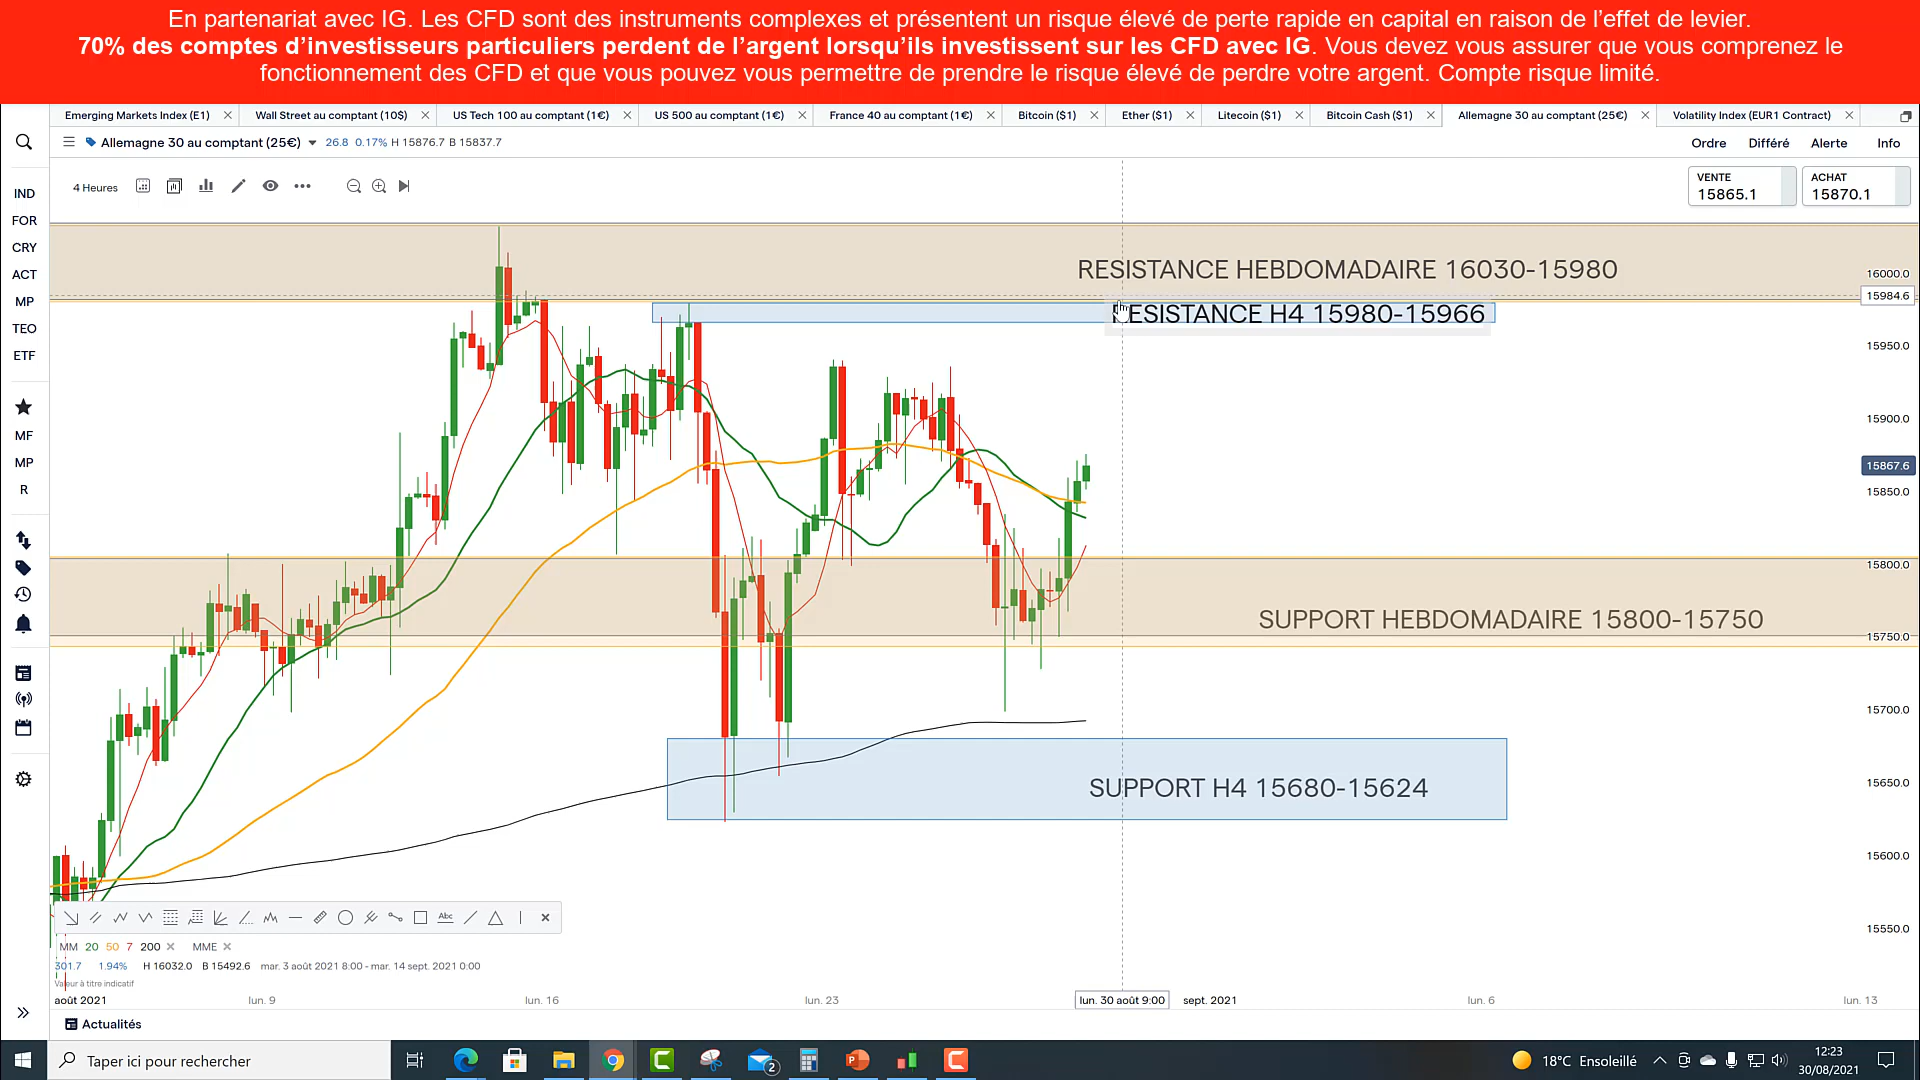 En partenariat avec IG. Les CFD sont des instruments complexes et présentent un risque élevé de perte rapide en capital en raison de l'effet de levier.
70% des comptes d'investisseurs particuliers perdent de l'argent lorsqu'ils investissent sur les CFD avec IG. Vous devez vous assurer que vous comprenez le
fonctionnement des CFD et que vous pouvez vous permettre de prendre le risque élevé de perdre votre argent. Compte risque limité.
Emerging Markets Index (E1) Wall Street au comptant (10$) US Tech 100 au comptant (1€) US 500 au comptant (1€) France 40 au comptant (1€) Bitcoin ($1) Ether ($1) Litecoin ($1) Bitcoin Cash ($1) Allemagne 30 au comptant (25€) Volatility Index (EUR1 Contract)
Allemagne 30 au comptant (25€) 26.8 0.17% H 15876.7 B 15837.7 Ordre Différé Alerte Info
4 Heures
VENTE ACHAT
15865.1 15870.1
IND
FOR
CRY
ACT
MP
TEO
ETF
MF
MP
R
RESISTANCE HEBDOMADAIRE 16030-15980
RESISTANCE H4 15980-15966
SUPPORT HEBDOMADAIRE 15800-15750
SUPPORT H4 15680-15624
16000.0
15984.6
15950.0
15900.0
15867.6
15850.0
15800.0
15750.0
15700.0
15650.0
15600.0
15550.0
Abc
MM 20 50 7 200 MME
301.7 1.94% H 16032.0 B 15492.6 mar. 3 août 2021 8:00 - mar. 14 sept. 2021 0:00
Valeur à titre indicatif
août 2021 lun. 9 lun. 16 lun. 23 lun. 30 août 9:00 sept. 2021 lun. 6 lun. 13
Actualités
Taper ici pour rechercher
2
18°C Ensoleillé
12:23
30/08/2021